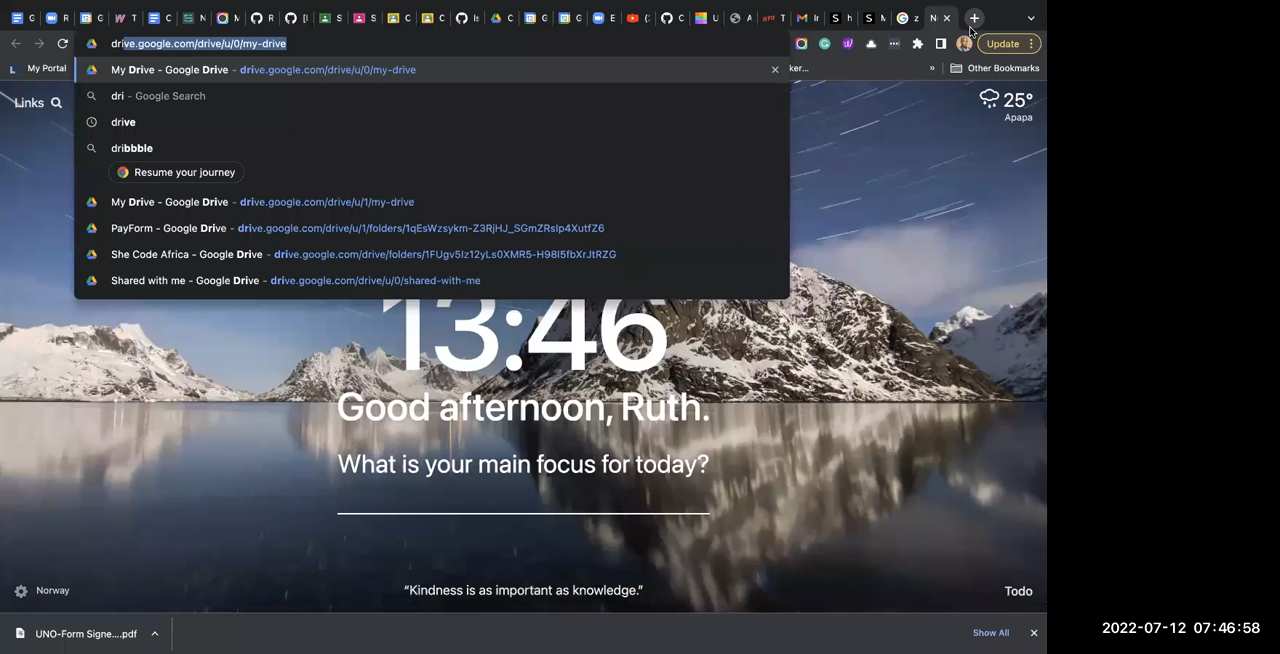 drive.google.com/drive/u/0/my-drive
Update
My Portal
My Drive - Google Drive - drive.google.com/drive/u/0/my-drive
ker...
»
Other Bookmarks
Links
dri - Google Search
25°
Apapa
drive
dribbble
Resume your journey
My Drive - Google Drive - drive.google.com/drive/u/1/my-drive
PayForm - Google Drive - drive.google.com/drive/u/1/folders/1qEsWzsykm-Z3RjHJ_SGmZRslp4XutfZ6
She Code Africa - Google Drive - drive.google.com/drive/folders/1FUgv5Iz12yLs0XMR5-H98I5fbXrJtRZG
Shared with me - Google Drive - drive.google.com/drive/u/0/shared-with-me
13:46
Good afternoon, Ruth.
What is your main focus for today?
Norway
“Kindness is as important as knowledge.”
Todo
UNO-Form Signe....pdf
Show All
2022-07-12 07:46:58